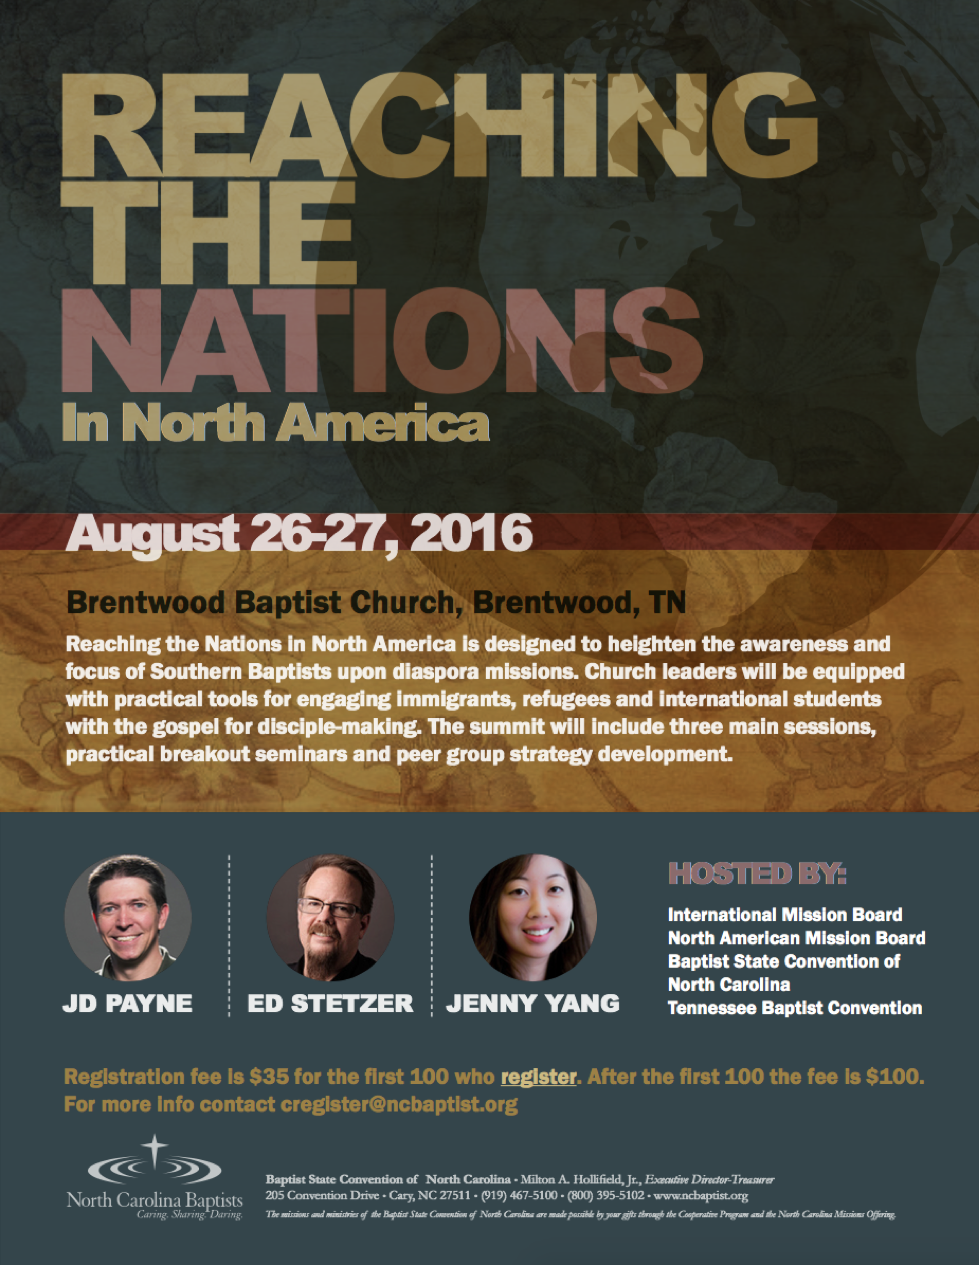 REACHING
THE
NATIONS
In North America
August 26-27, 2016
Brentwood Baptist Church, Brentwood, TN
Reaching the Nations in North America is designed to heighten the awareness and
focus of Southern Baptists upon diaspora missions. Church leaders will be equipped
with practical tools for engaging immigrants, refugees and international students
with the gospel for disciple-making. The summit will include three main sessions,
practical breakout seminars and peer group strategy development.
JD PAYNE
ED STETZER
JENNY YANG
HOSTED BY:
International Mission Board
North American Mission Board
Baptist State Convention of
North Carolina
Tennessee Baptist Convention
Registration fee is $35 for the first 100 who register. After the first 100 the fee is $100.
For more info contact cregister@ncbaptist.org
North Carolina Baptists
Caring. Sharing. Daring.
Baptist State Convention of North Carolina • Milton A. Hollifield, Jr., Executive Director-Treasurer
205 Convention Drive • Cary, NC 27511 • (919) 467-5100 • (800) 395-5102 • www.ncbaptist.org
The missions and ministries of the Baptist State Convention of North Carolina are made possible by your gifts through the Cooperative Program and the North Carolina Missions Offering.